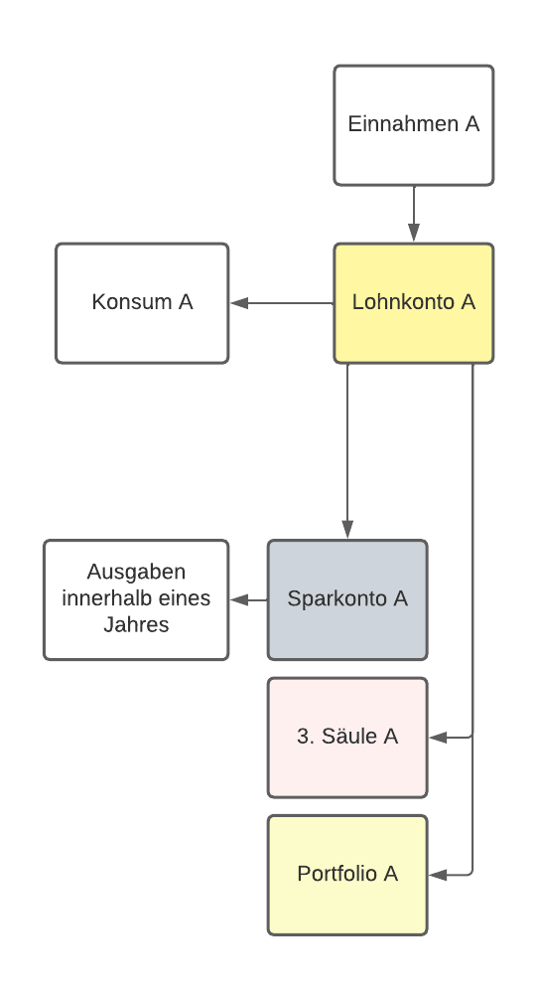 Einnahmen A
Konsum A
Lohnkonto A
Ausgaben
innerhalb eines
Jahres
Sparkonto A
3. Säule A
Portfolio A